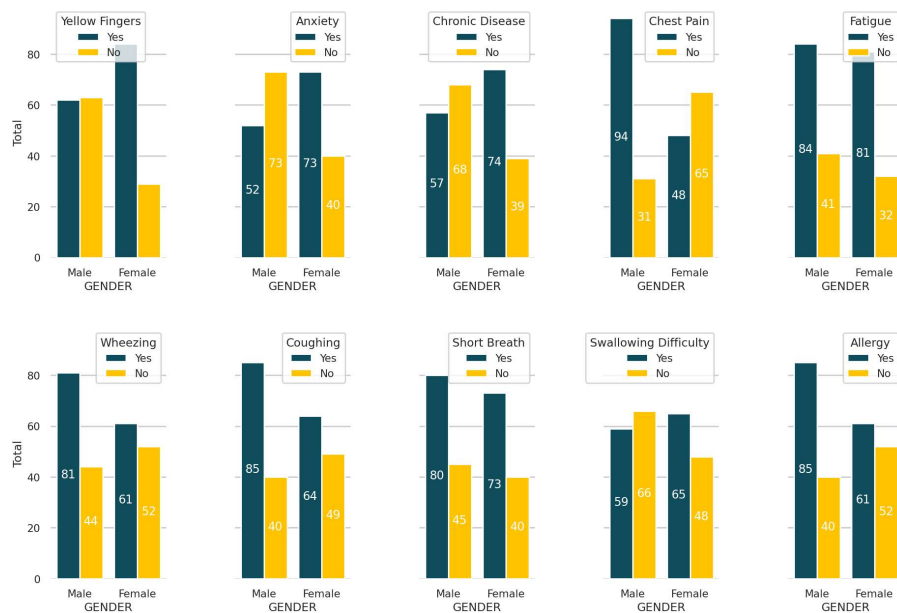 Yellow Fingers
Yes
No
Anxiety
Yes
No
Chronic Disease
Yes
No
Chest Pain
Yes
No
Fatigue
Yes
No
Total
80
60
40
20
0
52
73
73
40
57
68
74
39
94
31
48
65
84
41
81
32
Male Female
GENDER
Male Female
GENDER
Male Female
GENDER
Male Female
GENDER
Male Female
GENDER
Wheezing
Yes
No
Coughing
Yes
No
Short Breath
Yes
No
Swallowing Difficulty
Yes
No
Allergy
Yes
No
Total
80
60
40
20
0
81
44
61
52
85
40
64
49
80
45
73
40
59
66
65
48
85
40
61
52
Male Female
GENDER
Male Female
GENDER
Male Female
GENDER
Male Female
GENDER
Male Female
GENDER